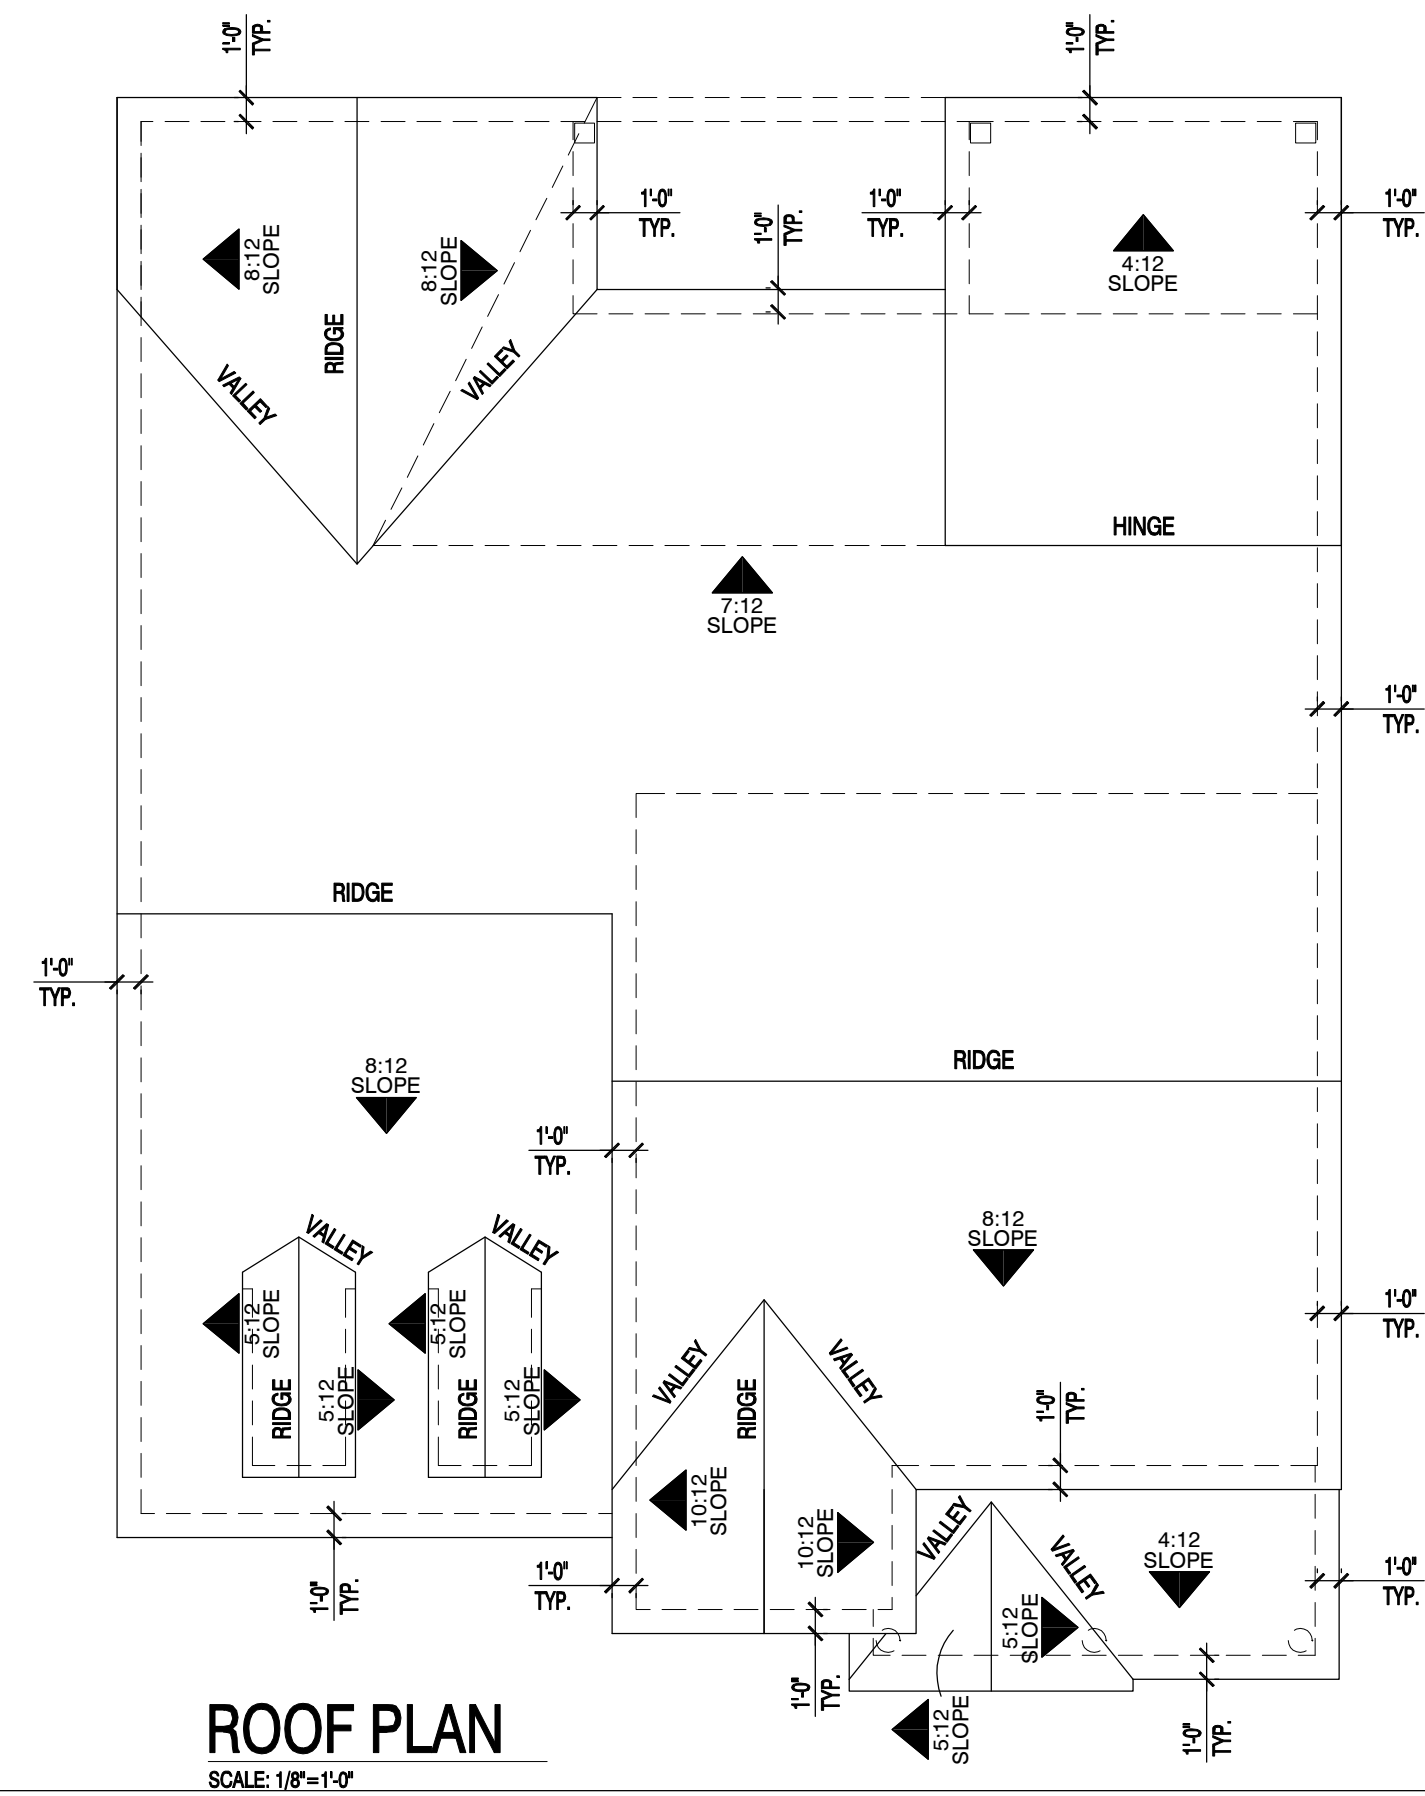 1'-0"
TYP.
1'-0"
TYP.
1'-0"
TYP.
1'-0"
TYP.
1'-0"
TYP.
1'-0"
TYP.
8:12
SLOPE
8:12
SLOPE
4:12
SLOPE
RIDGE
VALLEY
VALLEY
HINGE
7:12
SLOPE
1'-0"
TYP.
RIDGE
1'-0"
TYP.
RIDGE
8:12
SLOPE
1'-0"
TYP.
8:12
SLOPE
VALLEY
VALLEY
5:12
SLOPE
5:12
SLOPE
1'-0"
TYP.
RIDGE
5:12
SLOPE
RIDGE
5:12
SLOPE
VALLEY
RIDGE
VALLEY
1'-0"
TYP.
10:12
SLOPE
10:12
SLOPE
VALLEY
VALLEY
4:12
SLOPE
1'-0"
TYP.
1'-0"
TYP.
1'-0"
TYP.
5:12
SLOPE
1'-0"
TYP.
5:12
SLOPE
1'-0"
TYP.
ROOF PLAN
SCALE: 1/8"=1'-0"